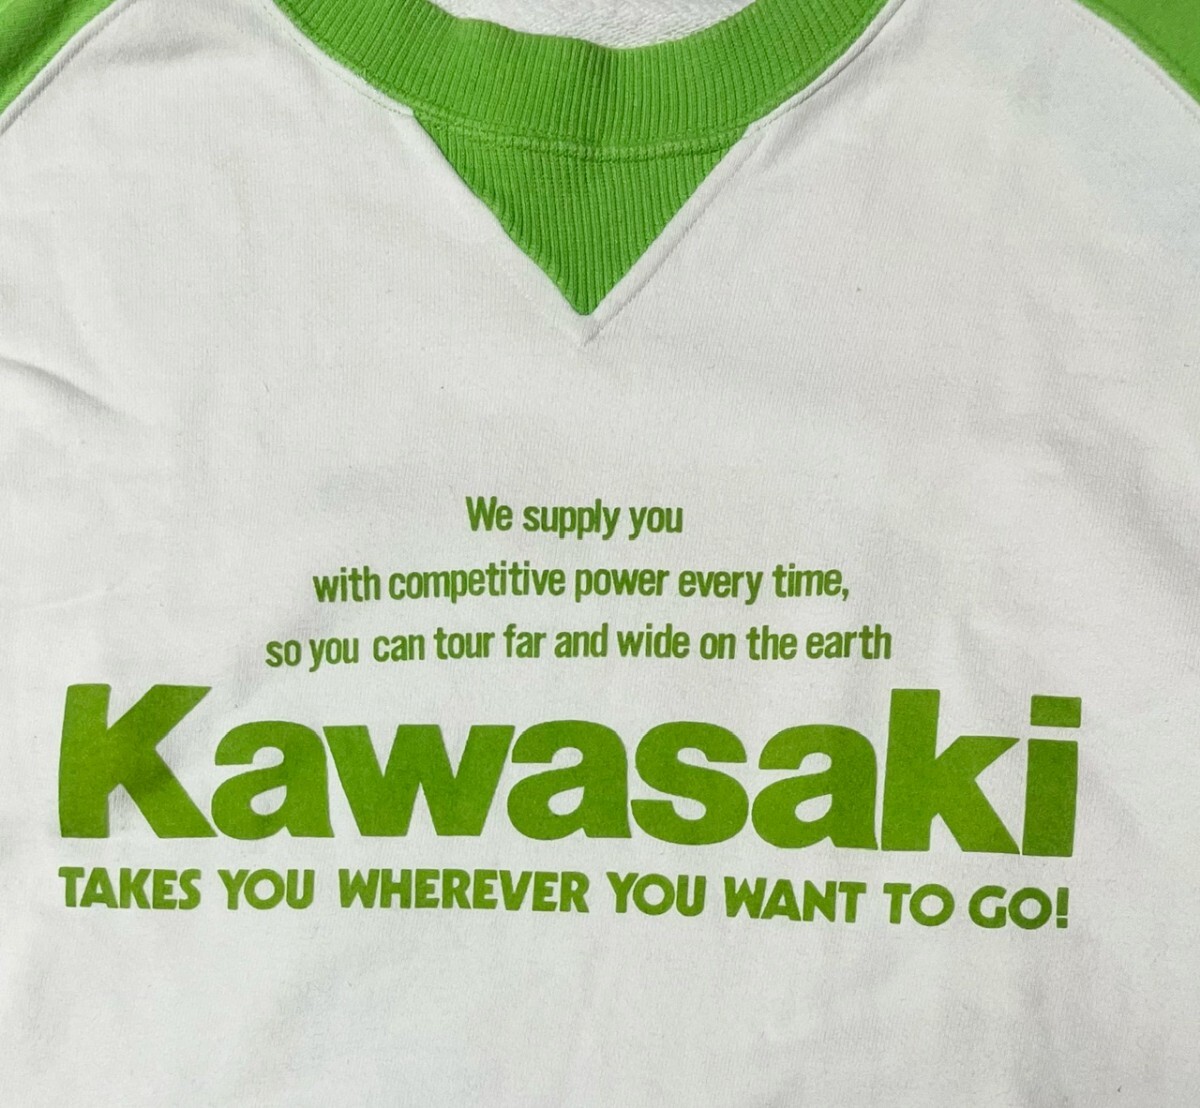 We supply you
with competitive power every time,
so you can tour far and wide on the earth
Kawasaki
TAKES YOU WHEREVER YOU WANT TO GO!